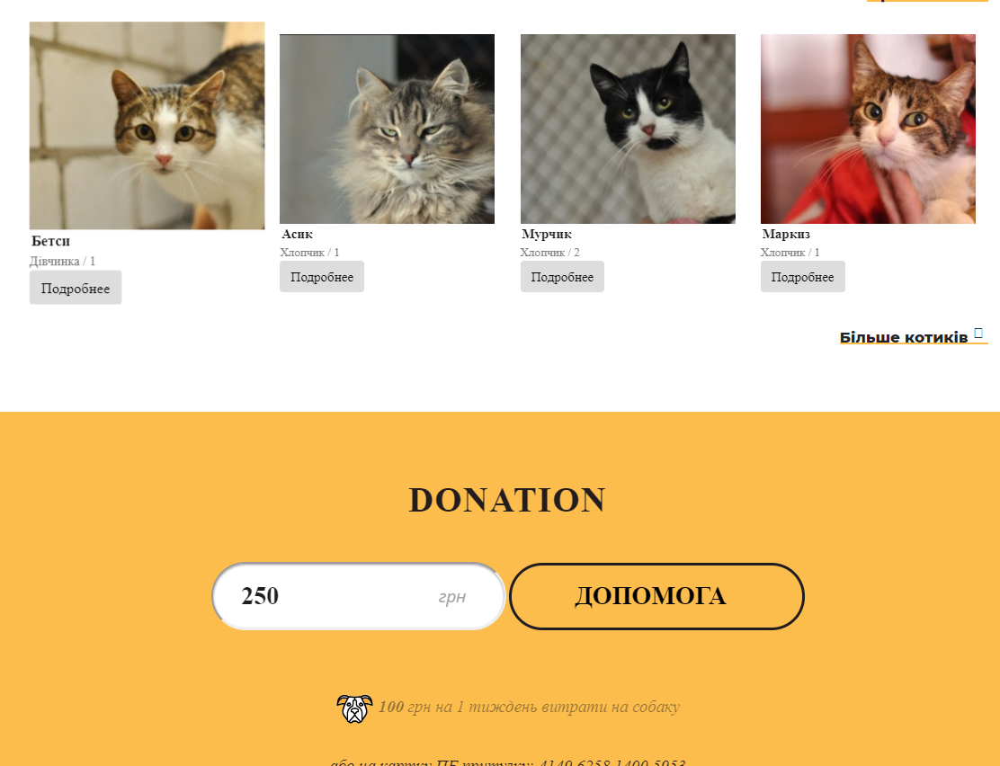 Бетси
Дівчинка / 1
Подробнее
Асик
Хлопчик / 1
Подробнее
Мурчик
Хлопчик / 2
Подробнее
Маркиз
Хлопчик / 1
Подробнее
Більше котиків
DONATION
250 грн
ДОПОМОГА
100 грн на 1 тиждень витрати на собаку
або на картку ПБ притулку: 4149 6258 1400 5953